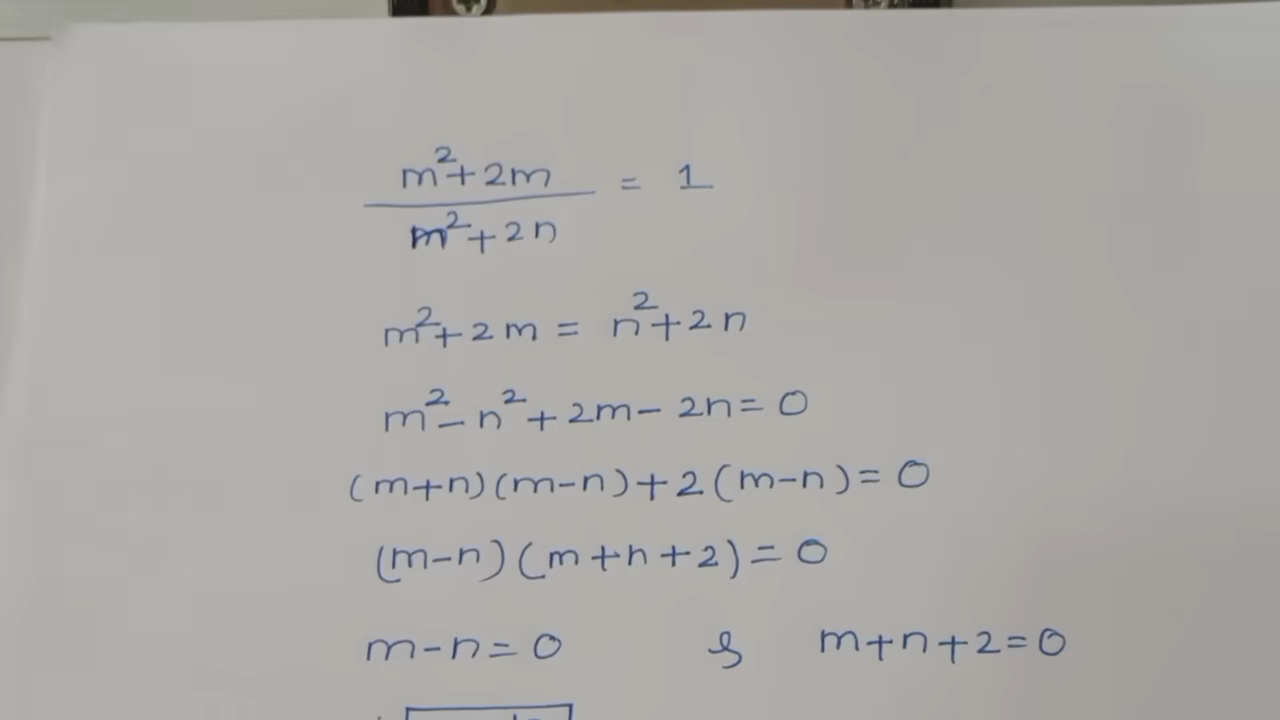 m²+2m
m²+2n = 1
m²+2m = n²+2n
m²-n²+2m-2n=0
(m+n)(m-n)+2(m-n)=0
(m-n)(m+n+2)=0
m-n=0 & m+n+2=0